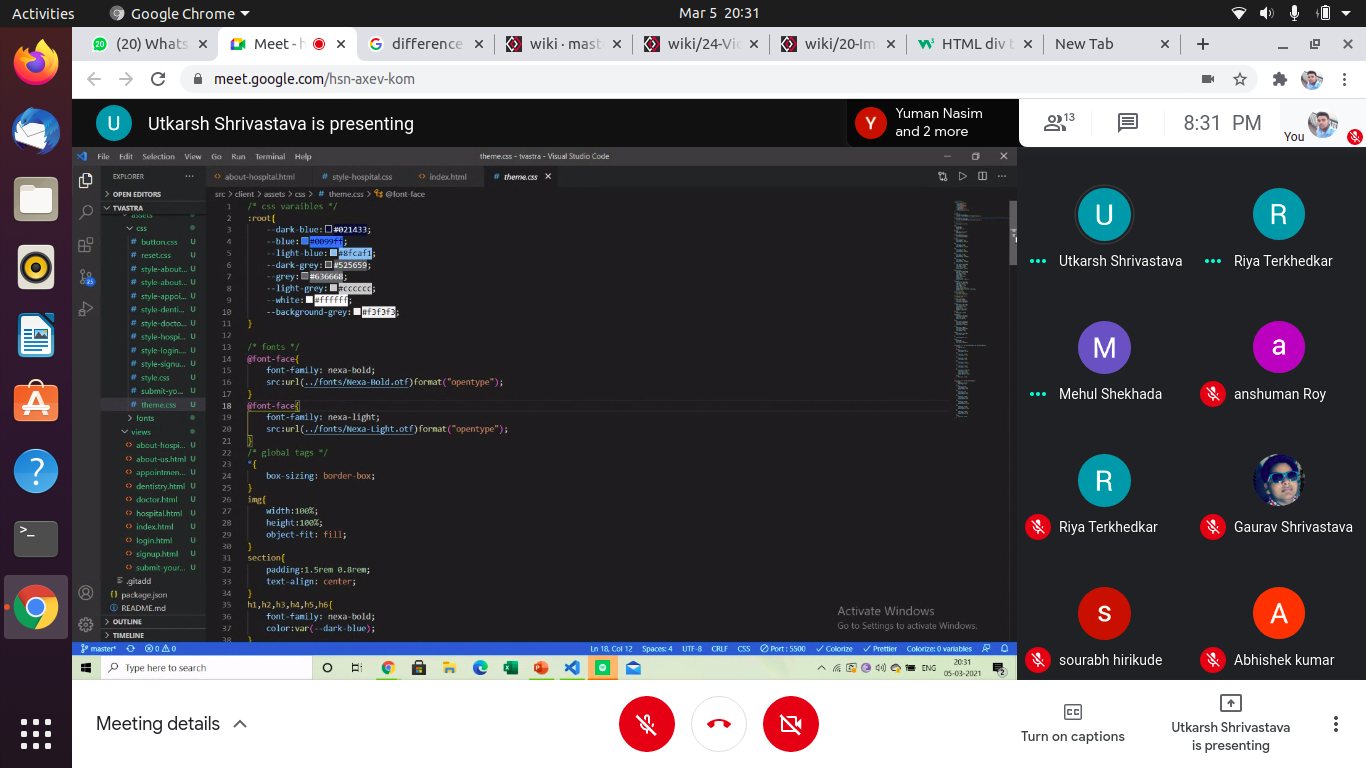 Activities
Google Chrome
Mar 5 20:31
(20) Whats
Meet - h
difference
wiki · mast
wiki/24-Vid
wiki/20-Im
HTML div t
New Tab
meet.google.com/hsn-axev-kom
U
Utkarsh Shrivastava is presenting
Y
Yuman Nasim
and 2 more
13
8:31 PM
You
File Edit Selection View Go Run Terminal Help
theme.css - tvastra - Visual Studio Code
EXPLORER
OPEN EDITORS
TVASTRA
assets
css
button.css U
reset.css U
style-about... U
style-about... U
style-appoi... U
style-denti... U
style-docto... U
style-hospi... U
style-login... U
style-signu... U
style.css U
submit-yo... U
theme.css U
fonts
views
about-hospi... U
about-us.html U
appointmen... U
dentistry.html U
doctor.html U
hospital.html U
index.html U
login.html U
signup.html U
submit-your... U
.gitadd
package.json
README.md
OUTLINE
TIMELINE
about-hospital.html
style-hospital.css
index.html
theme.css
src > client > assets > css > # theme.css > @font-face
1 /* css varaibles */
2 :root{
3 --dark-blue:#021433;
4 --blue:#0099ff;
5 --light-blue:#8fcaf1;
6 --dark-grey:#525659;
7 --grey:#636668;
8 --light-grey:#cccccc;
9 --white:#ffffff;
10 --background-grey:#f3f3f3;
11 }
12
13 /* fonts */
14 @font-face{
15 font-family: nexa-bold;
16 src:url(../fonts/Nexa-Bold.otf)format("opentype");
17 }
18 @font-face{
19 font-family: nexa-light;
20 src:url(../fonts/Nexa-Light.otf)format("opentype");
21 }
22 /* global tags */
23 *{
24 box-sizing: border-box;
25 }
26 img{
27 width:100%;
28 height:100%;
29 object-fit: fill;
30 }
31 section{
32 padding:1.5rem 0.8rem;
33 text-align: center;
34 }
35 h1,h2,h3,h4,h5,h6{
36 font-family: nexa-bold;
37 color:var(--dark-blue);
38 }
Activate Windows
Go to Settings to activate Windows.
master*
0 0
Ln 18, Col 12
Spaces: 4
UTF-8
CRLF
CSS
Port : 5500
Colorize
Prettier
Colorize: 0 variables
Type here to search
ENG
20:31
05-03-2021
2
U
Utkarsh Shrivastava
R
Riya Terkhedkar
M
Mehul Shekhada
a
anshuman Roy
R
Riya Terkhedkar
Gaurav Shrivastava
s
sourabh hirikude
A
Abhishek kumar
Meeting details
CC
Turn on captions
Utkarsh Shrivastava
is presenting